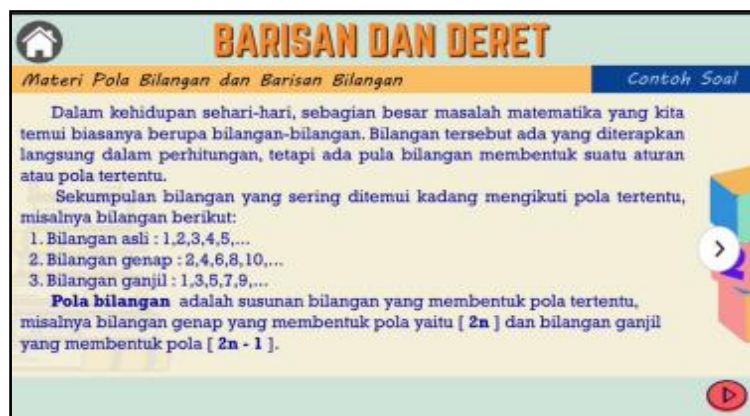 BARISAN DAN DERET
Materi Pola Bilangan dan Barisan Bilangan
Contoh Soal
Dalam kehidupan sehari-hari, sebagian besar masalah matematika yang kita
temui biasanya berupa bilangan-bilangan. Bilangan tersebut ada yang diterapkan
langsung dalam perhitungan, tetapi ada pula bilangan membentuk suatu aturan
atau pola tertentu.
Sekumpulan bilangan yang sering ditemui kadang mengikuti pola tertentu,
misalnya bilangan berikut:
1. Bilangan asli : 1,2,3,4,5,...
2. Bilangan genap : 2,4,6,8,10,...
3. Bilangan ganjil : 1,3,5,7,9,...
Pola bilangan adalah susunan bilangan yang membentuk pola tertentu,
misalnya bilangan genap yang membentuk pola yaitu [ 2n ] dan bilangan ganjil
yang membentuk pola [ 2n - 1 ].